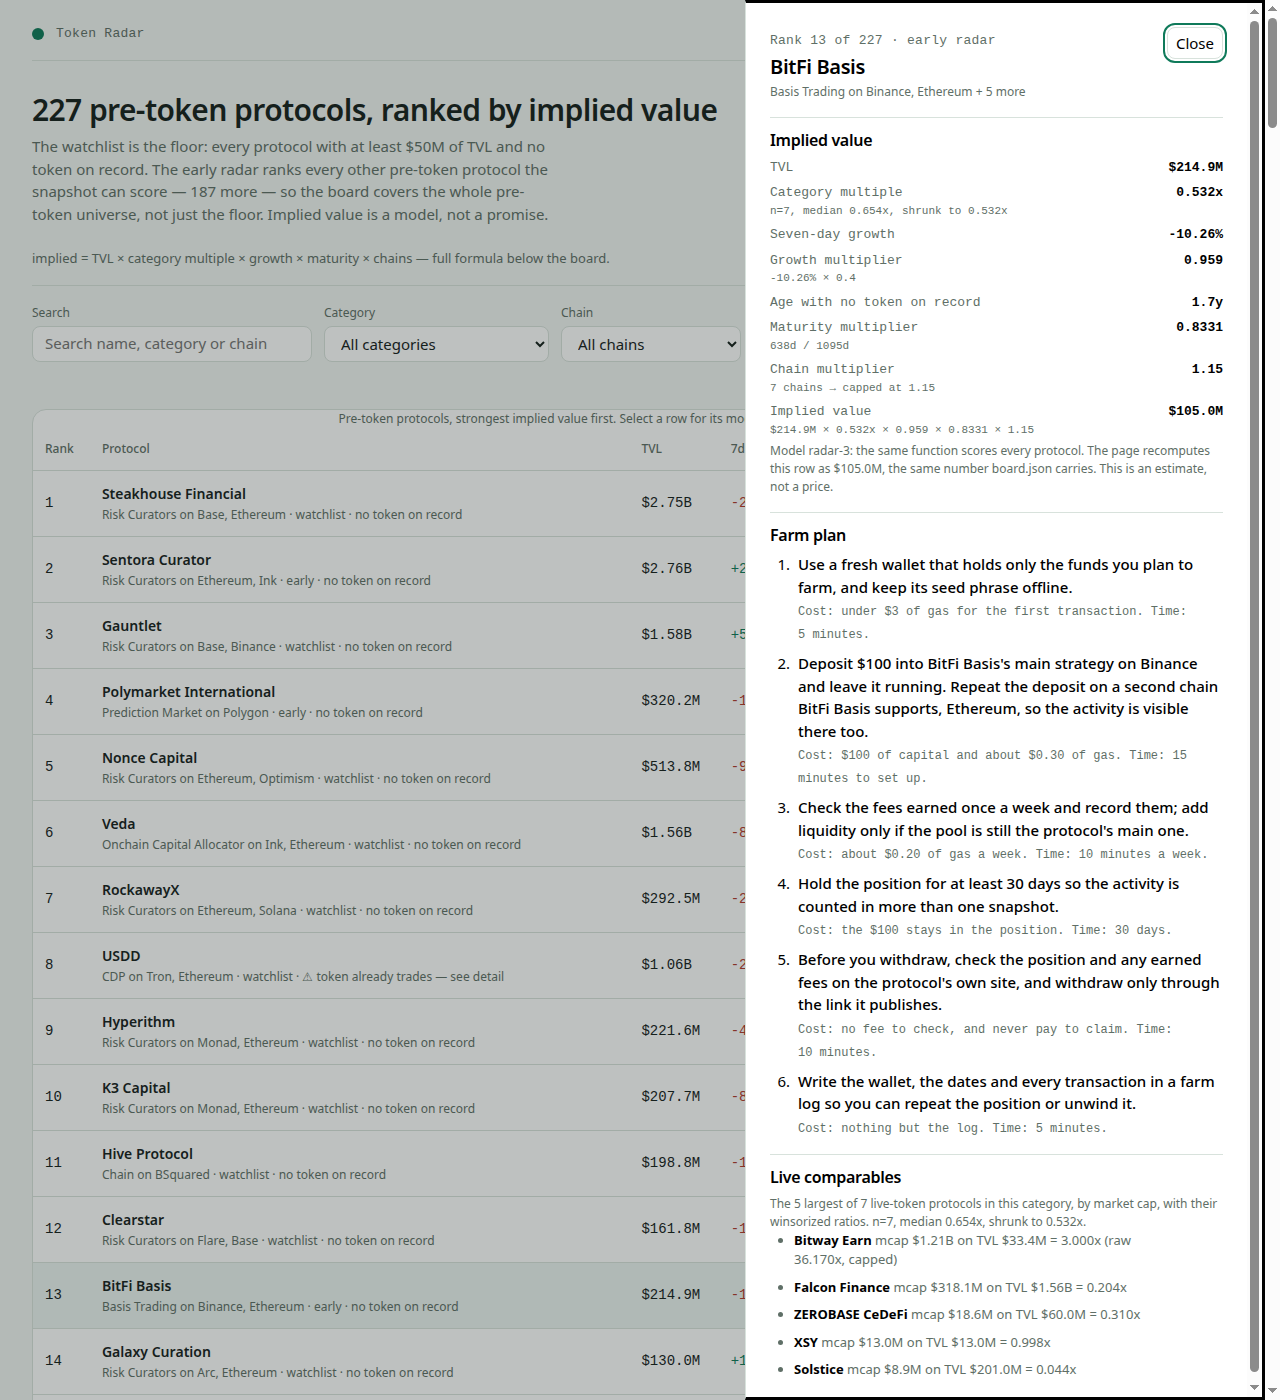 Token Radar
227 pre-token protocols, ranked by implied value
The watchlist is the floor: every protocol with at least $50M of TVL and no
token on record. The early radar ranks every other pre-token protocol the
snapshot can score — 187 more — so the board covers the whole pre-
token universe, not just the floor. Implied value is a model, not a promise.
implied = TVL × category multiple × growth × maturity × chains — full formula below the board.
Search
Category
Chain
Search name, category or chain
All categories
All chains
Pre-token protocols, strongest implied value first. Select a row for its mo
Rank
Protocol
TVL
7d
1
Steakhouse Financial
Risk Curators on Base, Ethereum · watchlist · no token on record
$2.75B
-2
2
Sentora Curator
Risk Curators on Ethereum, Ink · early · no token on record
$2.76B
+2
3
Gauntlet
Risk Curators on Base, Binance · watchlist · no token on record
$1.58B
+5
4
Polymarket International
Prediction Market on Polygon · early · no token on record
$320.2M
-1
5
Nonce Capital
Risk Curators on Ethereum, Optimism · watchlist · no token on record
$513.8M
-9
6
Veda
Onchain Capital Allocator on Ink, Ethereum · watchlist · no token on record
$1.56B
-8
7
RockawayX
Risk Curators on Ethereum, Solana · watchlist · no token on record
$292.5M
-2
8
USDD
CDP on Tron, Ethereum · watchlist · ⚠ token already trades — see detail
$1.06B
-2
9
Hyperithm
Risk Curators on Monad, Ethereum · watchlist · no token on record
$221.6M
-4
10
K3 Capital
Risk Curators on Monad, Ethereum · watchlist · no token on record
$207.7M
-8
11
Hive Protocol
Chain on BSquared · watchlist · no token on record
$198.8M
-1
12
Clearstar
Risk Curators on Flare, Base · watchlist · no token on record
$161.8M
-1
13
BitFi Basis
Basis Trading on Binance, Ethereum · early · no token on record
$214.9M
-1
14
Galaxy Curation
Risk Curators on Arc, Ethereum · watchlist · no token on record
$130.0M
+1
Rank 13 of 227 · early radar
Close
BitFi Basis
Basis Trading on Binance, Ethereum + 5 more
Implied value
TVL $214.9M
Category multiple 0.532x
n=7, median 0.654x, shrunk to 0.532x
Seven-day growth -10.26%
Growth multiplier 0.959
-10.26% × 0.4
Age with no token on record 1.7y
Maturity multiplier 0.8331
638d / 1095d
Chain multiplier 1.15
7 chains → capped at 1.15
Implied value $105.0M
$214.9M × 0.532x × 0.959 × 0.8331 × 1.15
Model radar-3: the same function scores every protocol. The page recomputes
this row as $105.0M, the same number board.json carries. This is an estimate,
not a price.
Farm plan
1. Use a fresh wallet that holds only the funds you plan to
farm, and keep its seed phrase offline.
Cost: under $3 of gas for the first transaction. Time:
5 minutes.
2. Deposit $100 into BitFi Basis's main strategy on Binance
and leave it running. Repeat the deposit on a second chain
BitFi Basis supports, Ethereum, so the activity is visible
there too.
Cost: $100 of capital and about $0.30 of gas. Time: 15
minutes to set up.
3. Check the fees earned once a week and record them; add
liquidity only if the pool is still the protocol's main one.
Cost: about $0.20 of gas a week. Time: 10 minutes a week.
4. Hold the position for at least 30 days so the activity is
counted in more than one snapshot.
Cost: the $100 stays in the position. Time: 30 days.
5. Before you withdraw, check the position and any earned
fees on the protocol's own site, and withdraw only through
the link it publishes.
Cost: no fee to check, and never pay to claim. Time:
10 minutes.
6. Write the wallet, the dates and every transaction in a farm
log so you can repeat the position or unwind it.
Cost: nothing but the log. Time: 5 minutes.
Live comparables
The 5 largest of 7 live-token protocols in this category, by market cap, with their
winsorized ratios. n=7, median 0.654x, shrunk to 0.532x.
• Bitway Earn mcap $1.21B on TVL $33.4M = 3.000x (raw
36.170x, capped)
• Falcon Finance mcap $318.1M on TVL $1.56B = 0.204x
• ZEROBASE CeDeFi mcap $18.6M on TVL $60.0M = 0.310x
• XSY mcap $13.0M on TVL $13.0M = 0.998x
• Solstice mcap $8.9M on TVL $201.0M = 0.044x